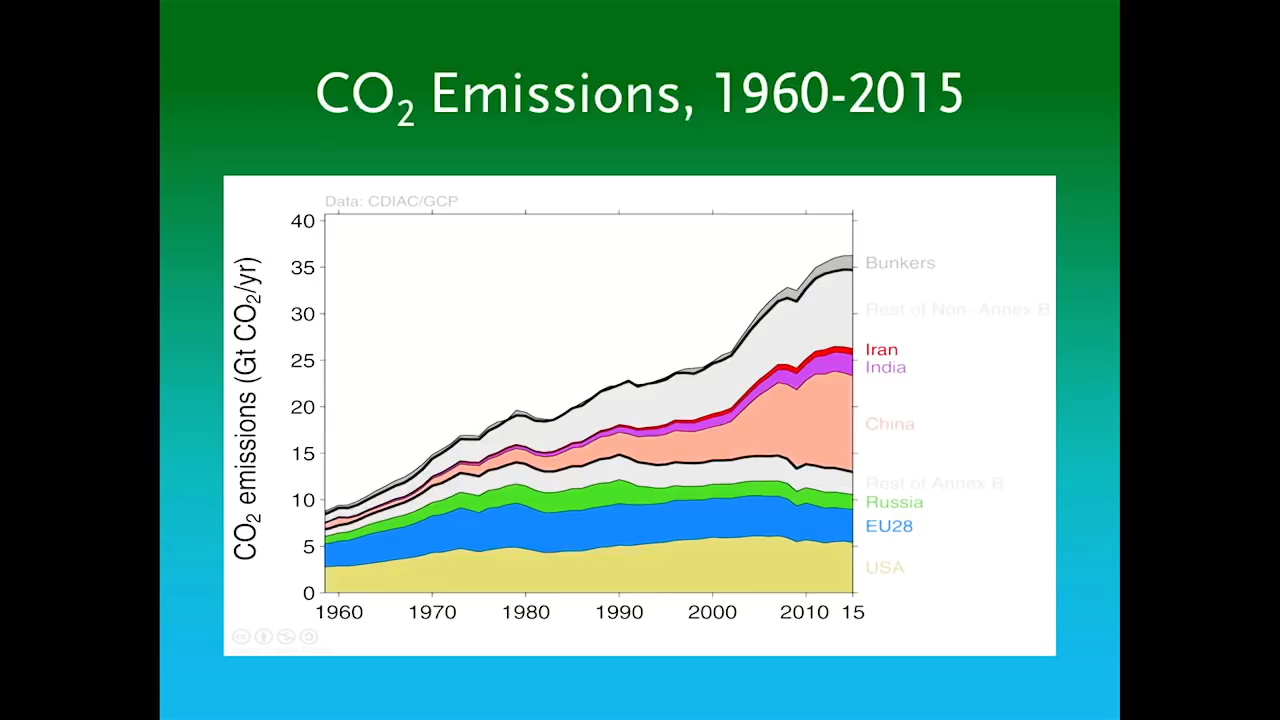 CO₂ Emissions, 1960-2015
Data: CDIAC/GCP
CO₂ emissions (Gt CO₂/yr)
40
35
30
25
20
15
10
5
0
1960 1970 1980 1990 2000 2010 15
Bunkers
Rest of Non-Annex B
Iran
India
China
Rest of Annex B
Russia
EU28
USA